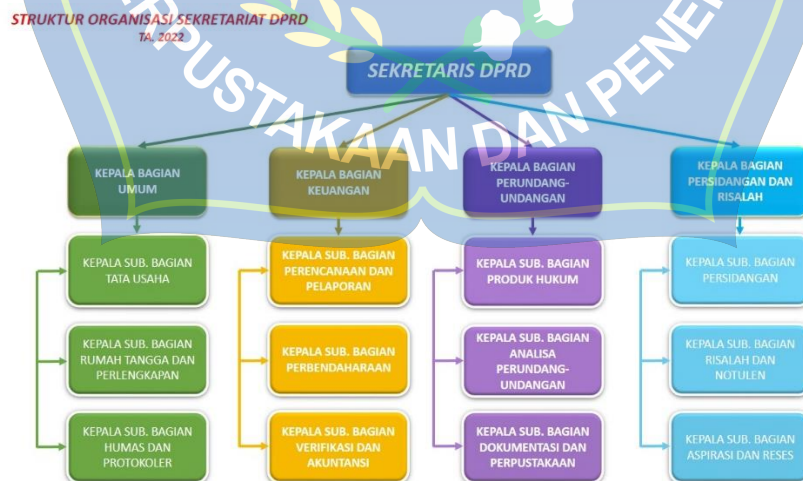 STRUKTUR ORGANISASI SEKRETARIAT DPRD
TA. 2022
PERPUSTAKAAN DAN PENE
SEKRETARIS DPRD
KEPALA BAGIAN
UMUM
KEPALA BAGIAN
KEUANGAN
KEPALA BAGIAN
PERUNDANG-
UNDANGAN
KEPALA BAGIAN
PERSIDANGAN DAN
RISALAH
KEPALA SUB. BAGIAN
TATA USAHA
KEPALA SUB. BAGIAN
PERENCANAAN DAN
PELAPORAN
KEPALA SUB. BAGIAN
PRODUK HUKUM
KEPALA SUB. BAGIAN
PERSIDANGAN
KEPALA SUB. BAGIAN
RUMAH TANGGA DAN
PERLENGKAPAN
KEPALA SUB. BAGIAN
PERBENDAHARAAN
KEPALA SUB. BAGIAN
ANALISA
PERUNDANG-
UNDANGAN
KEPALA SUB. BAGIAN
RISALAH DAN
NOTULEN
KEPALA SUB. BAGIAN
HUMAS DAN
PROTOKOLER
KEPALA SUB. BAGIAN
VERIFIKASI DAN
AKUNTANSI
KEPALA SUB. BAGIAN
DOKUMENTASI DAN
PERPUSTAKAAN
KEPALA SUB. BAGIAN
ASPIRASI DAN RESES